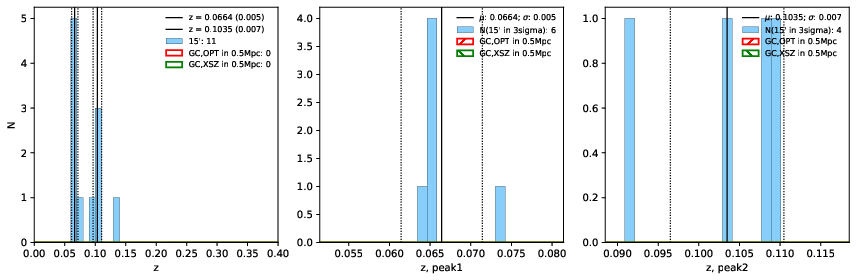 z = 0.0664 (0.005)
z = 0.1035 (0.007)
15': 11
GC,OPT in 0.5Mpc: 0
GC,XSZ in 0.5Mpc: 0
N
5
4
3
2
1
0
0.00 0.05 0.10 0.15 0.20 0.25 0.30 0.35 0.40
z
μ: 0.0664; σ: 0.005
N(15' in 3sigma): 6
GC,OPT in 0.5Mpc
GC,XSZ in 0.5Mpc
4.0
3.5
3.0
2.5
2.0
1.5
1.0
0.5
0.0
0.055 0.060 0.065 0.070 0.075 0.080
z, peak1
μ: 0.1035; σ: 0.007
N(15' in 3sigma): 4
GC,OPT in 0.5Mpc
GC,XSZ in 0.5Mpc
1.0
0.8
0.6
0.4
0.2
0.0
0.090 0.095 0.100 0.105 0.110 0.115
z, peak2